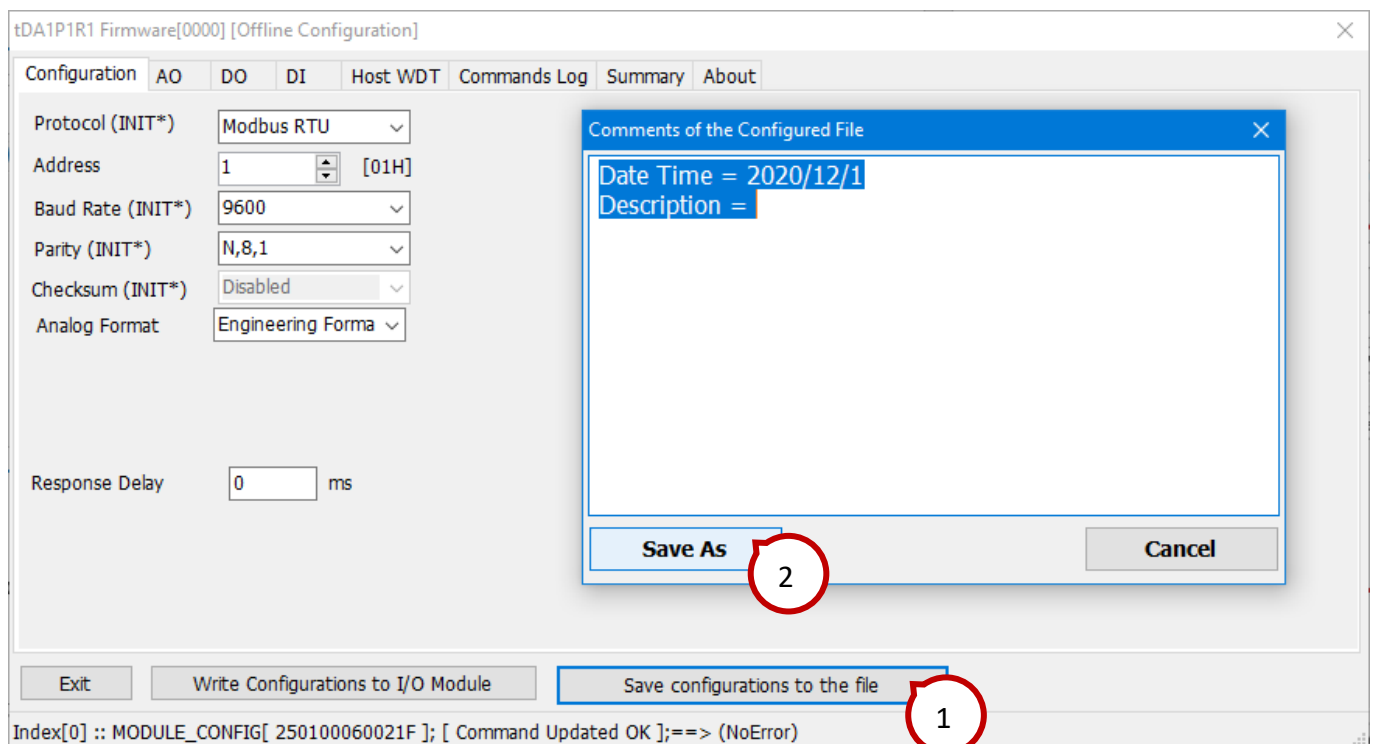 tDA1P1R1 Firmware[0000] [Offline Configuration]
Configuration AO DO DI Host WDT Commands Log Summary About
Protocol (INIT*) Modbus RTU
Address 1 [01H]
Baud Rate (INIT*) 9600
Parity (INIT*) N,8,1
Checksum (INIT*) Disabled
Analog Format Engineering Forma
Response Delay 0 ms
Comments of the Configured File
Date Time = 2020/12/1
Description =
Save As Cancel
2
Exit Write Configurations to I/O Module Save configurations to the file
1
Index[0] :: MODULE_CONFIG[ 250100060021F ]; [ Command Updated OK ];==> (NoError)